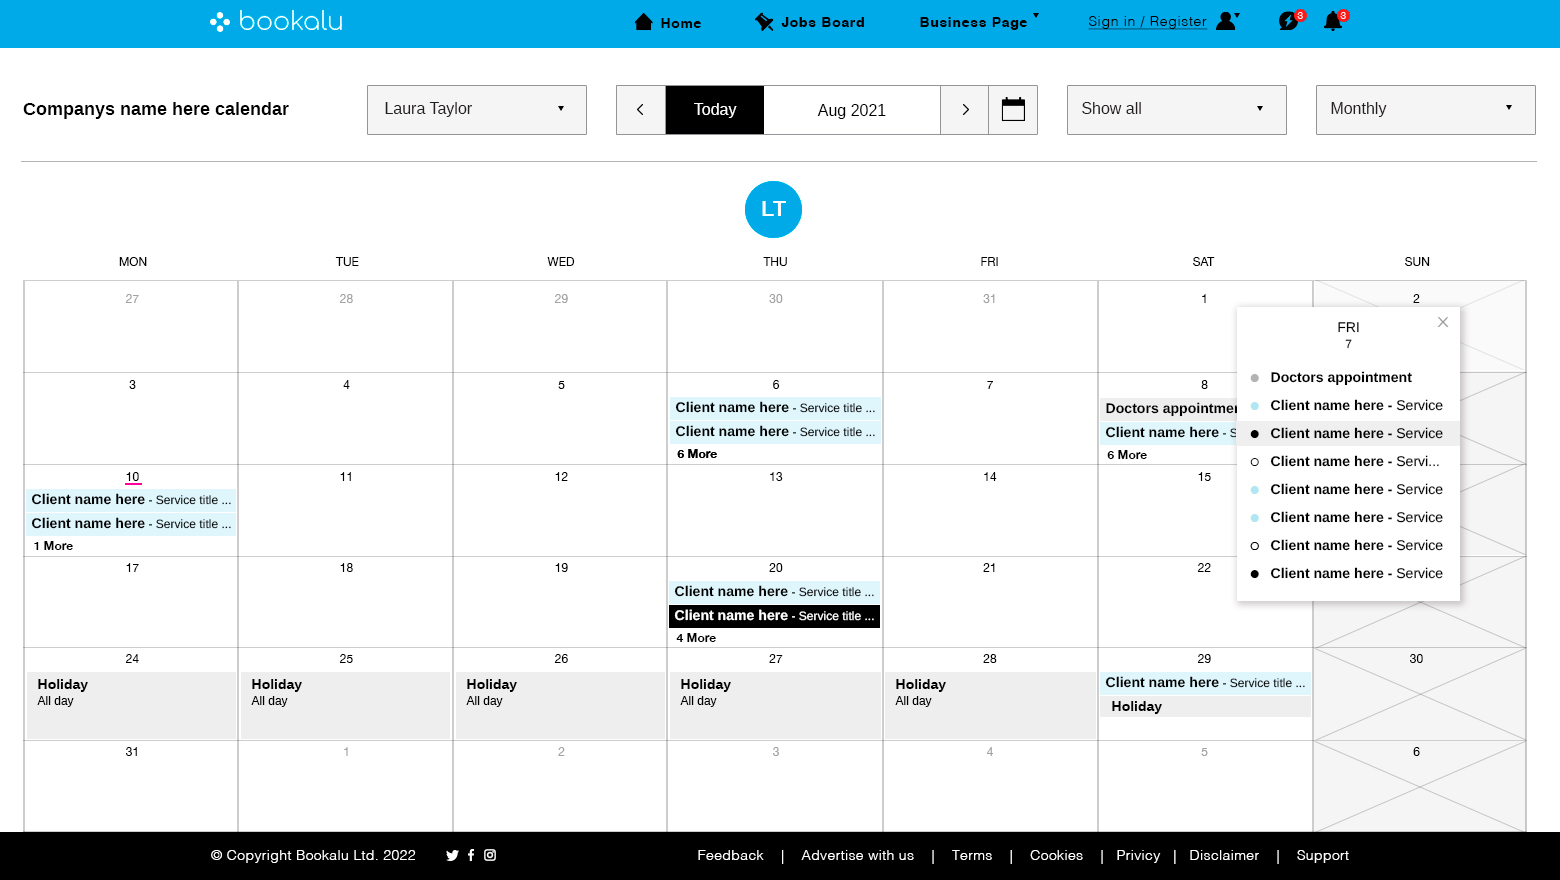 bookalu
Home
Jobs Board
Business Page
Sign in / Register
3
3
Companys name here calendar
Laura Taylor
Today
Aug 2021
Show all
Monthly
LT
MON TUE WED THU FRI SAT SUN
27 28 29 30 31 1 2
3 4 5 6 7 8
Client name here - Service title ...
Client name here - Service title ...
6 More
Doctors appointmen
Client name here - S
6 More
FRI
7
Doctors appointment
Client name here - Service
Client name here - Service
Client name here - Servi...
Client name here - Service
Client name here - Service
Client name here - Service
Client name here - Service
10 11 12 13 14 15
Client name here - Service title ...
Client name here - Service title ...
1 More
17 18 19 20 21 22
Client name here - Service title ...
Client name here - Service title ...
4 More
24 25 26 27 28 29 30
Holiday
All day
Holiday
All day
Holiday
All day
Holiday
All day
Holiday
All day
Client name here - Service title ...
Holiday
31 1 2 3 4 5 6
© Copyright Bookalu Ltd. 2022
Feedback | Advertise with us | Terms | Cookies | Privicy | Disclaimer | Support